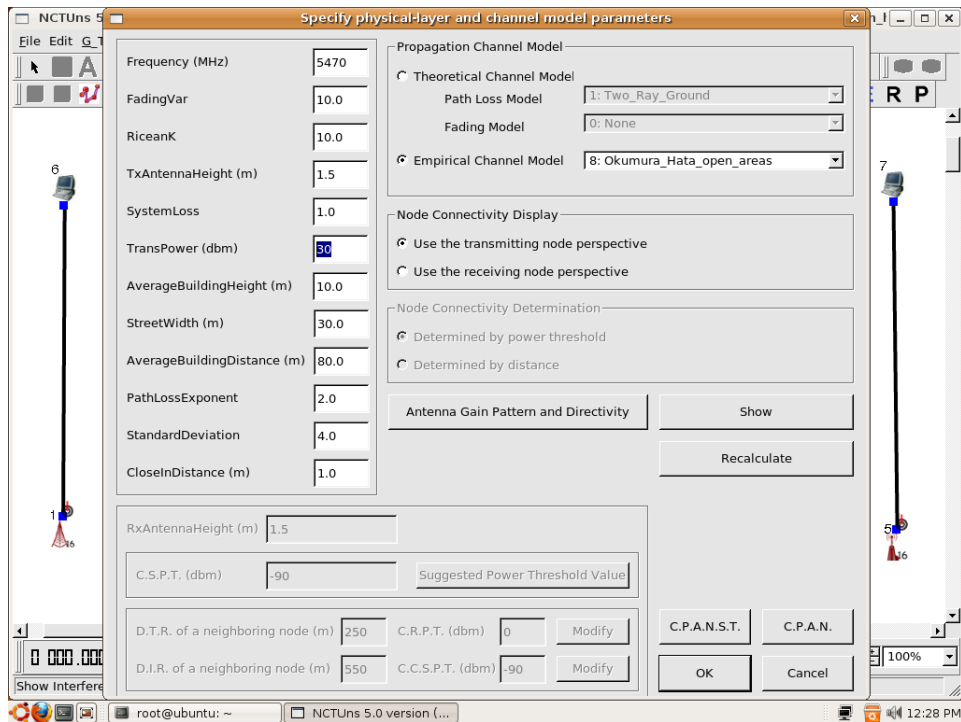 NCTUns 5
Specify physical-layer and channel model parameters
File Edit G_T
A
E R P
Frequency (MHz) 5470
FadingVar 10.0
RiceanK 10.0
TxAntennaHeight (m) 1.5
SystemLoss 1.0
TransPower (dbm) 30
AverageBuildingHeight (m) 10.0
StreetWidth (m) 30.0
AverageBuildingDistance (m) 80.0
PathLossExponent 2.0
StandardDeviation 4.0
CloseInDistance (m) 1.0
Propagation Channel Model
Theoretical Channel Model
Path Loss Model 1: Two_Ray_Ground
Fading Model 0: None
Empirical Channel Model 8: Okumura_Hata_open_areas
Node Connectivity Display
Use the transmitting node perspective
Use the receiving node perspective
Node Connectivity Determination
Determined by power threshold
Determined by distance
Antenna Gain Pattern and Directivity
Show
Recalculate
6
7
1
16
5
16
RxAntennaHeight (m) 1.5
C.S.P.T. (dbm) -90 Suggested Power Threshold Value
D.T.R. of a neighboring node (m) 250 C.R.P.T. (dbm) 0 Modify
D.I.R. of a neighboring node (m) 550 C.C.S.P.T. (dbm) -90 Modify
C.P.A.N.S.T. C.P.A.N.
OK Cancel
0 000.000
100%
Show Interfere
root@ubuntu: ~
NCTUns 5.0 version (...
12:28 PM